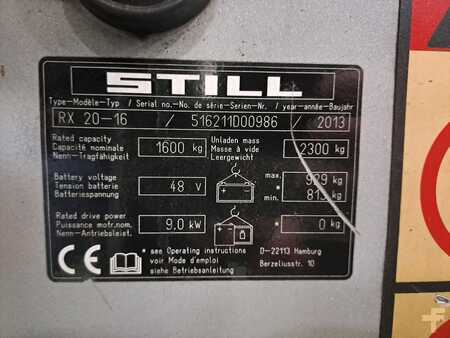 STILL
Type-Modèle-Typ / Serial no.-No. de série-Serien-Nr. / year-année-Baujahr
RX 20-16 / 516211D00986 / 2013
Rated capacity
Capacité nominale
Nenn-Tragfähigkeit
1600 kg
Unladen mass
Masse à vide
Leergewicht
2300 kg
Battery voltage
Tension batterie
Batteriespannung
48 V
max. 929 kg
*
min. kg
Rated drive power
Puissance motr.nom.
Nenn-Antriebsleist.
9.0 kW
* 0 kg
CE
* see Operating instructions
voir Mode d'emploi
siehe Betriebsanleitung
D-22113 Hamburg
Berzeliusstr. 10